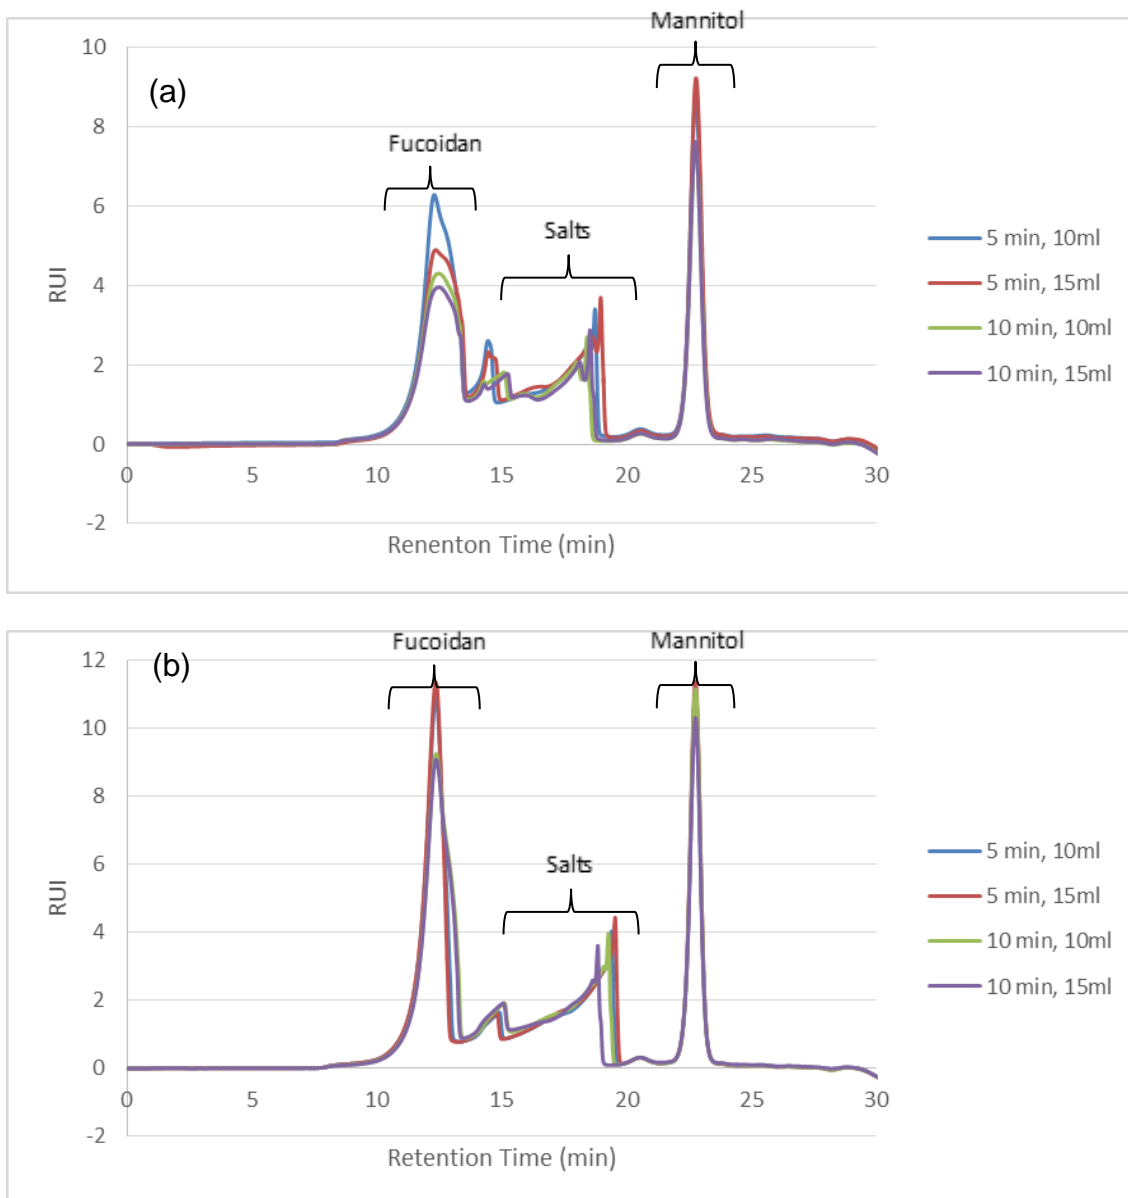 Mannitol
10
(a)
8
Fucoidan
6
Salts
RUI
4
2
0
0 5 10 15 20 25 30
-2
Renenton Time (min)
5 min, 10ml
5 min, 15ml
10 min, 10ml
10 min, 15ml
Fucoidan
Mannitol
12
(b)
10
8
6
Salts
RUI
4
2
0
0 5 10 15 20 25 30
-2
Retention Time (min)
5 min, 10ml
5 min, 15ml
10 min, 10ml
10 min, 15ml